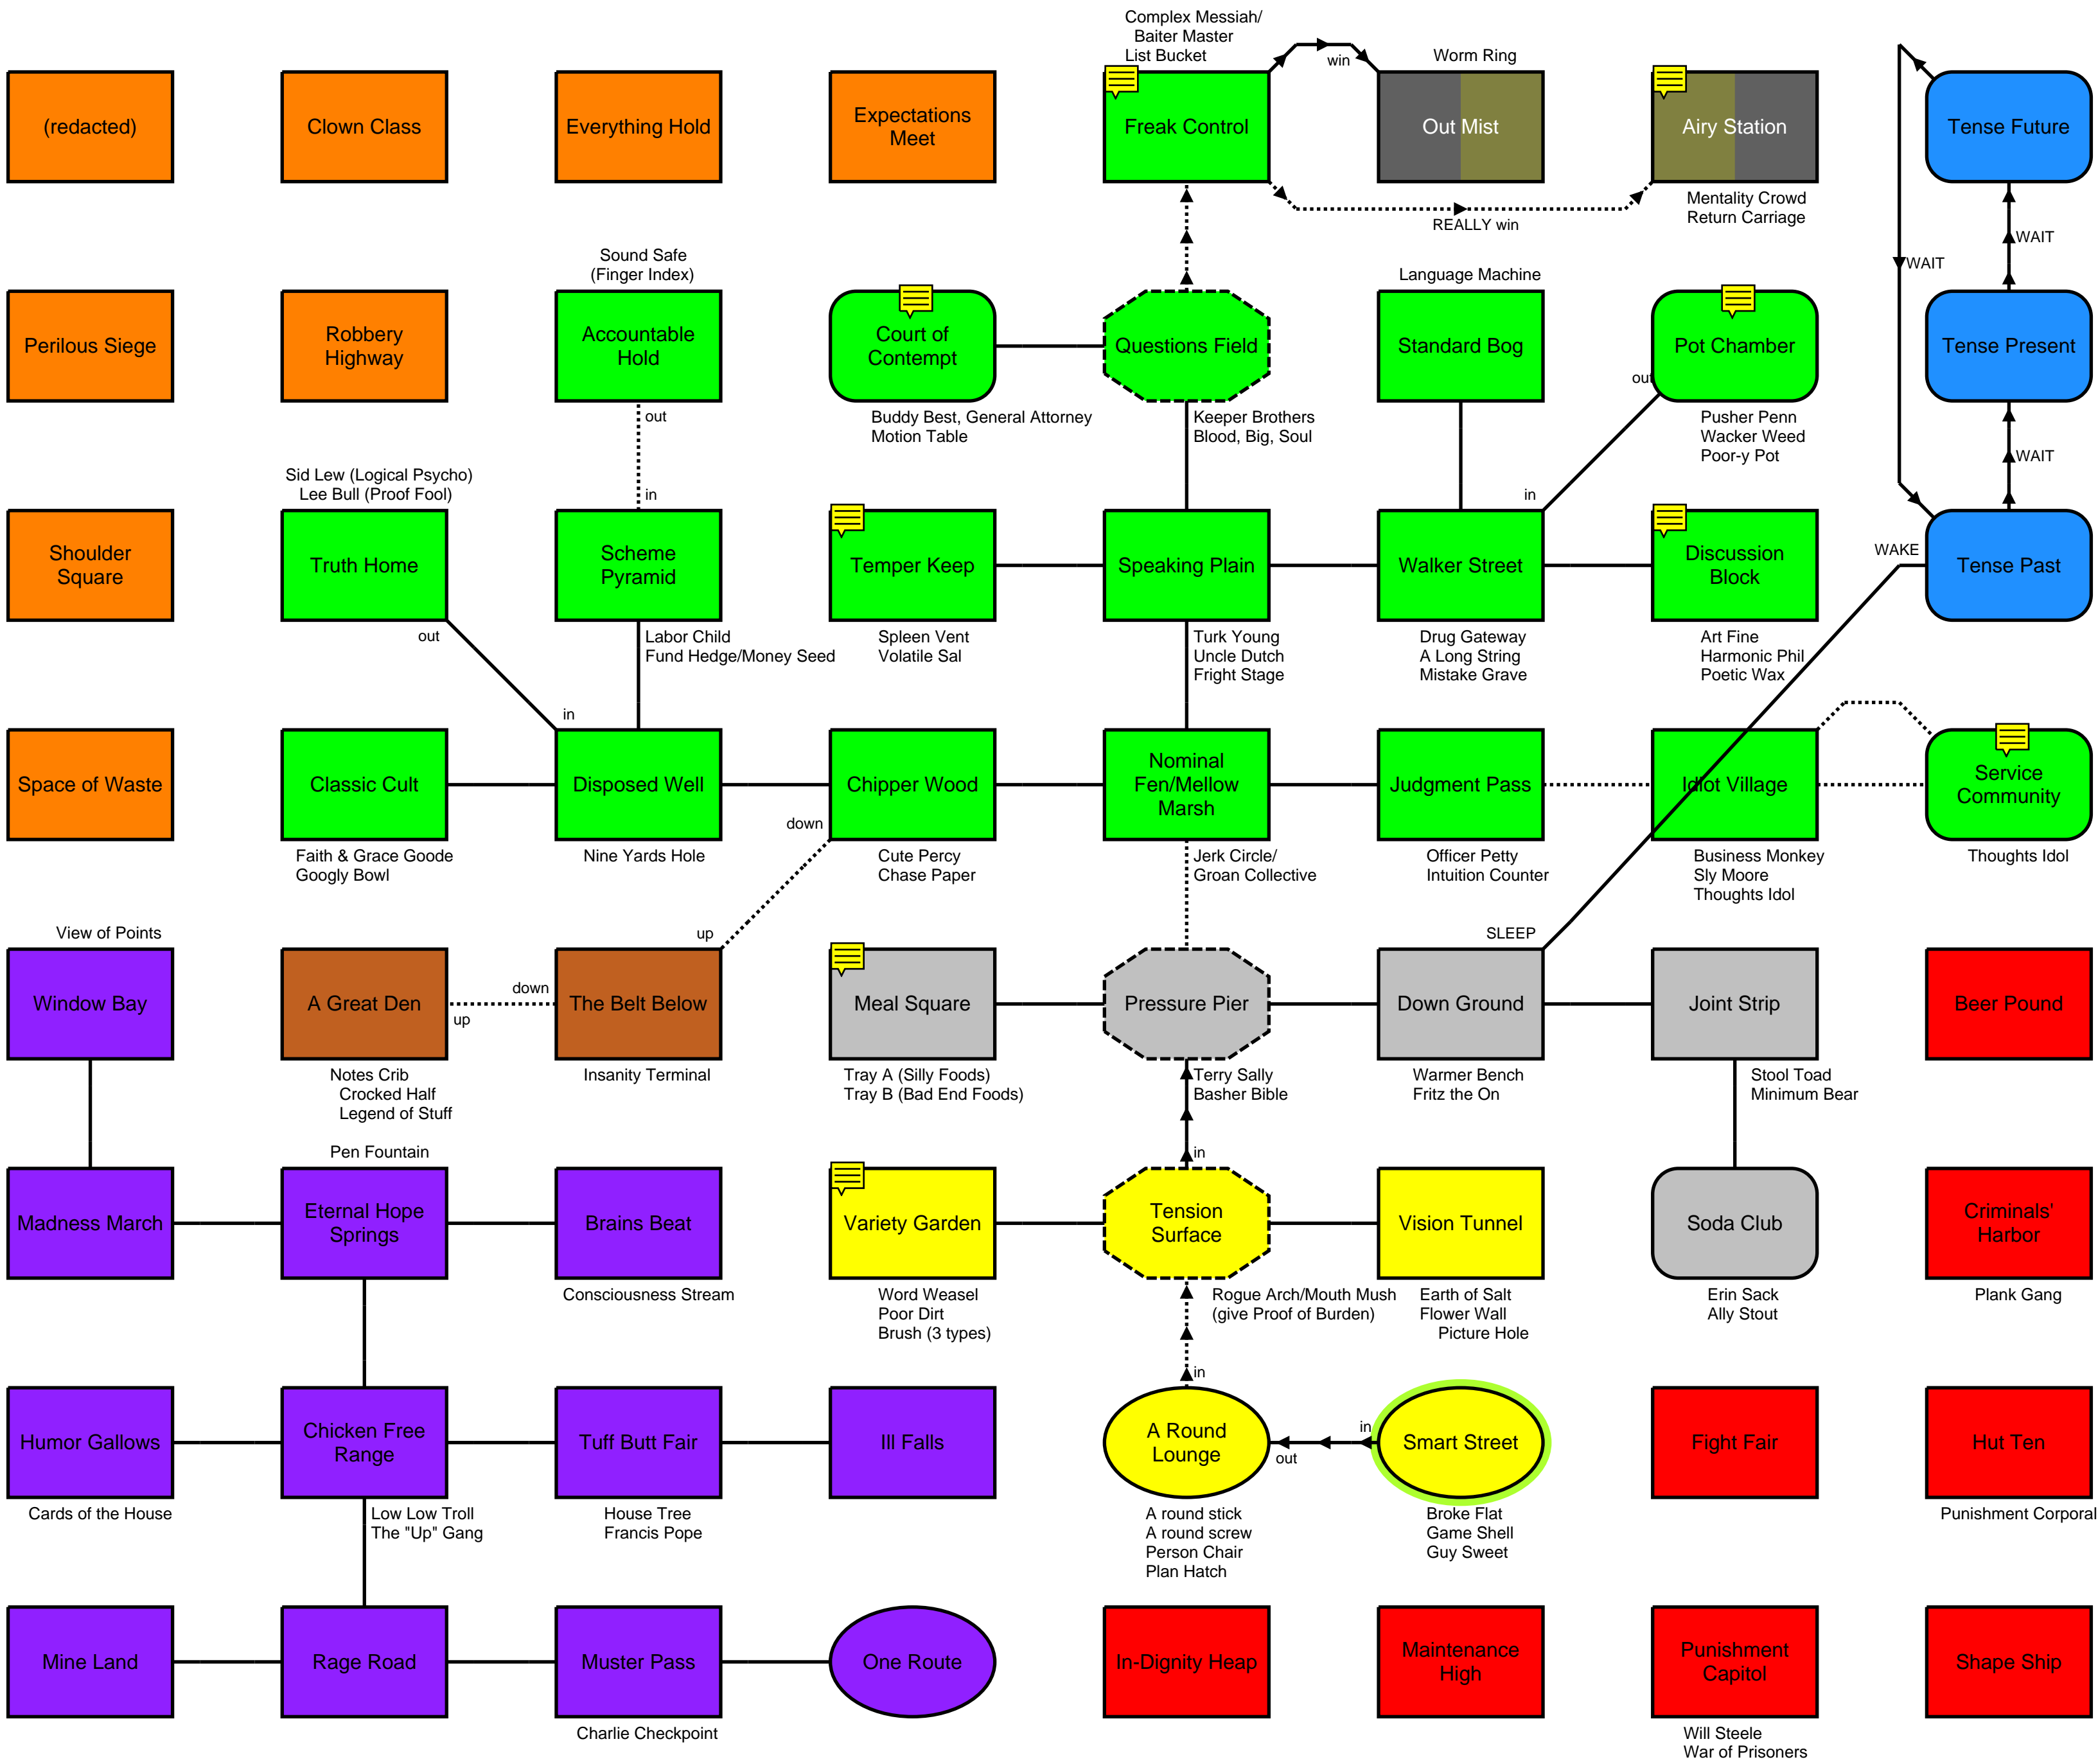 Complex Messiah/
Baiter Master
List Bucket
win
Worm Ring
(redacted)
Clown Class
Everything Hold
Expectations
Meet
Freak Control
Out Mist
Airy Station
Tense Future
REALLY win
Mentality Crowd
Return Carriage
WAIT
WAIT
Sound Safe
(Finger Index)
Language Machine
Perilous Siege
Robbery
Highway
Accountable
Hold
Court of
Contempt
Questions Field
Standard Bog
Pot Chamber
Tense Present
out
out
Buddy Best, General Attorney
Motion Table
Keeper Brothers
Blood, Big, Soul
Pusher Penn
Wacker Weed
Poor-y Pot
WAIT
Sid Lew (Logical Psycho)
Lee Bull (Proof Fool)
in
in
Shoulder
Square
Truth Home
Scheme
Pyramid
Temper Keep
Speaking Plain
Walker Street
Discussion
Block
WAKE
Tense Past
out
Labor Child
Fund Hedge/Money Seed
Spleen Vent
Volatile Sal
Turk Young
Uncle Dutch
Fright Stage
Drug Gateway
A Long String
Mistake Grave
Art Fine
Harmonic Phil
Poetic Wax
in
Space of Waste
Classic Cult
Disposed Well
Chipper Wood
Nominal
Fen/Mellow
Marsh
Judgment Pass
Idiot Village
Service
Community
down
Faith & Grace Goode
Googly Bowl
Nine Yards Hole
Cute Percy
Chase Paper
Jerk Circle/
Groan Collective
Officer Petty
Intuition Counter
Business Monkey
Sly Moore
Thoughts Idol
Thoughts Idol
View of Points
up
SLEEP
Window Bay
A Great Den
down
up
The Belt Below
Meal Square
Pressure Pier
Down Ground
Joint Strip
Beer Pound
Notes Crib
Crocked Half
Legend of Stuff
Insanity Terminal
Tray A (Silly Foods)
Tray B (Bad End Foods)
Terry Sally
Basher Bible
Warmer Bench
Fritz the On
Stool Toad
Minimum Bear
Pen Fountain
in
Madness March
Eternal Hope
Springs
Brains Beat
Variety Garden
Tension
Surface
Vision Tunnel
Soda Club
Criminals'
Harbor
Consciousness Stream
Word Weasel
Poor Dirt
Brush (3 types)
Rogue Arch/Mouth Mush
(give Proof of Burden)
Earth of Salt
Flower Wall
Picture Hole
Erin Sack
Ally Stout
Plank Gang
in
Humor Gallows
Chicken Free
Range
Tuff Butt Fair
Ill Falls
A Round
Lounge
out
in
Smart Street
Fight Fair
Hut Ten
Cards of the House
Low Low Troll
The "Up" Gang
House Tree
Francis Pope
A round stick
A round screw
Person Chair
Plan Hatch
Broke Flat
Game Shell
Guy Sweet
Punishment Corporal
Mine Land
Rage Road
Muster Pass
One Route
In-Dignity Heap
Maintenance
High
Punishment
Capitol
Shape Ship
Charlie Checkpoint
Will Steele
War of Prisoners